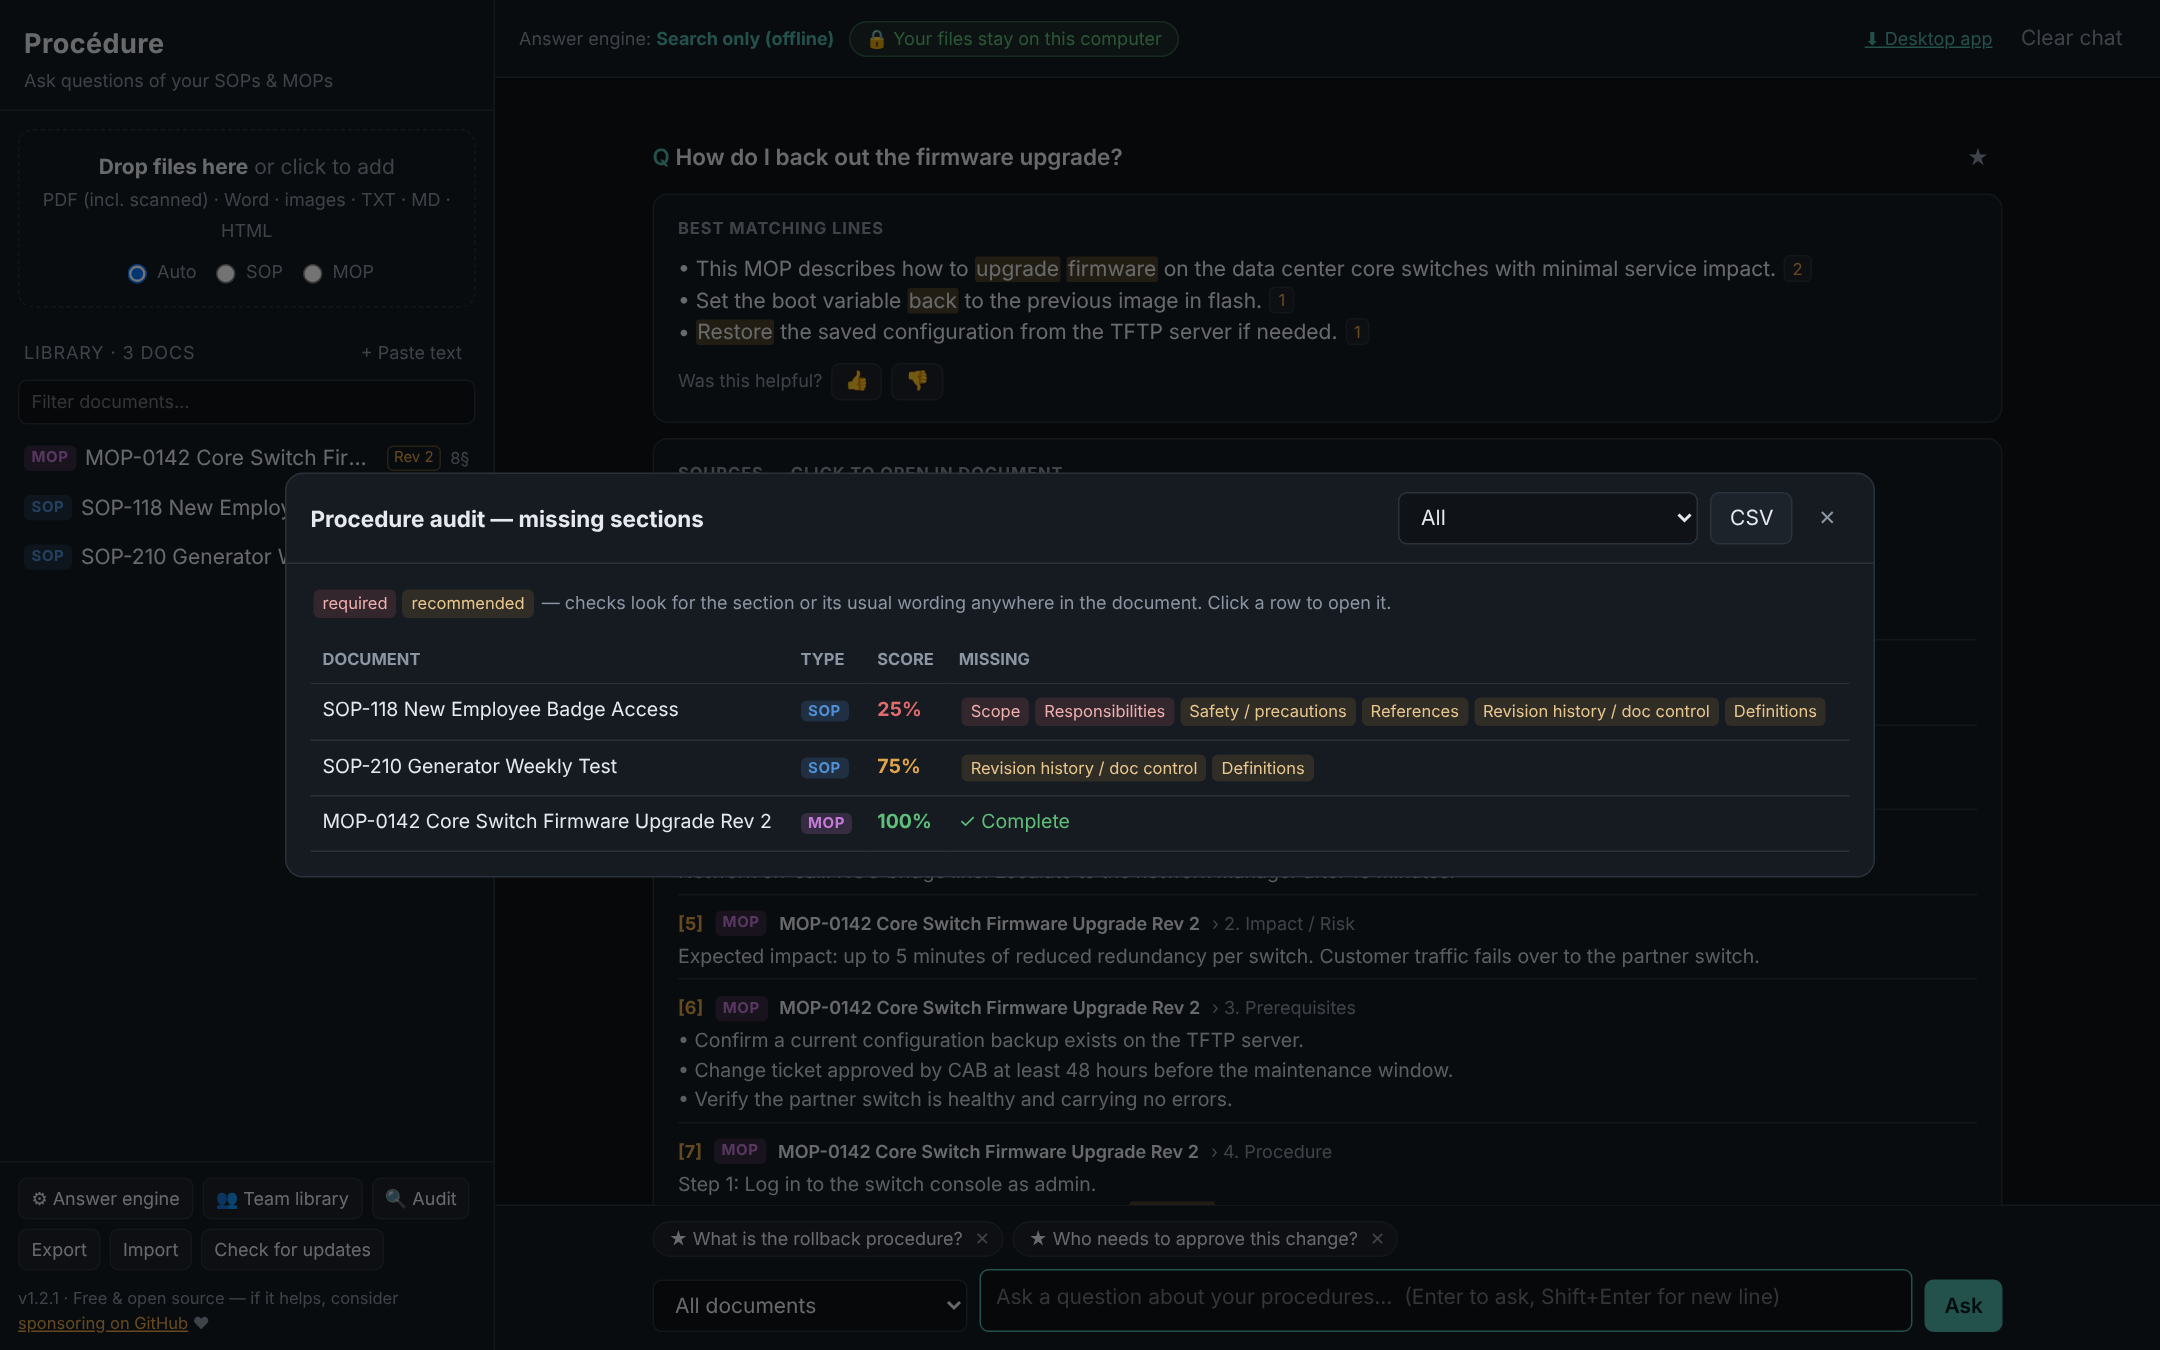 Procédure
Ask questions of your SOPs & MOPs
Drop files here or click to add
PDF (incl. scanned) · Word · images · TXT · MD ·
HTML
Auto SOP MOP
LIBRARY · 3 DOCS + Paste text
Filter documents...
MOP MOP-0142 Core Switch Fir... Rev 2 8§
SOP SOP-118 New Employ
SOP SOP-210 Generator
⚙ Answer engine 👥 Team library 🔍 Audit
Export Import Check for updates
v1.2.1 · Free & open source — if it helps, consider
sponsoring on GitHub ♥
Answer engine: Search only (offline) 🔒 Your files stay on this computer ⬇ Desktop app Clear chat
Q How do I back out the firmware upgrade? ★
BEST MATCHING LINES
• This MOP describes how to upgrade firmware on the data center core switches with minimal service impact. 2
• Set the boot variable back to the previous image in flash. 1
• Restore the saved configuration from the TFTP server if needed. 1
Was this helpful? 👍 👎
SOURCES — CLICK TO OPEN IN DOCUMENT
Procedure audit — missing sections All CSV ×
required recommended — checks look for the section or its usual wording anywhere in the document. Click a row to open it.
DOCUMENT TYPE SCORE MISSING
SOP-118 New Employee Badge Access SOP 25% Scope Responsibilities Safety / precautions References Revision history / doc control Definitions
SOP-210 Generator Weekly Test SOP 75% Revision history / doc control Definitions
MOP-0142 Core Switch Firmware Upgrade Rev 2 MOP 100% ✓ Complete
[5] MOP MOP-0142 Core Switch Firmware Upgrade Rev 2 › 2. Impact / Risk
Expected impact: up to 5 minutes of reduced redundancy per switch. Customer traffic fails over to the partner switch.
[6] MOP MOP-0142 Core Switch Firmware Upgrade Rev 2 › 3. Prerequisites
• Confirm a current configuration backup exists on the TFTP server.
• Change ticket approved by CAB at least 48 hours before the maintenance window.
• Verify the partner switch is healthy and carrying no errors.
[7] MOP MOP-0142 Core Switch Firmware Upgrade Rev 2 › 4. Procedure
Step 1: Log in to the switch console as admin.
★ What is the rollback procedure? × ★ Who needs to approve this change? ×
All documents Ask a question about your procedures... (Enter to ask, Shift+Enter for new line) Ask